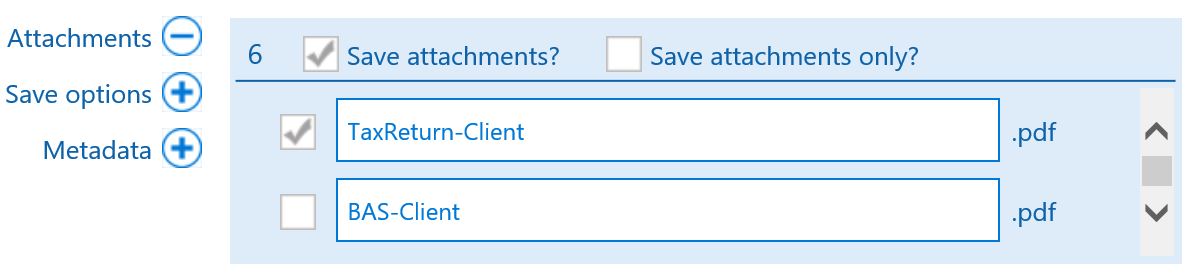 Attachments
6 Save attachments? Save attachments only?
Save options
TaxReturn-Client .pdf
Metadata
BAS-Client .pdf